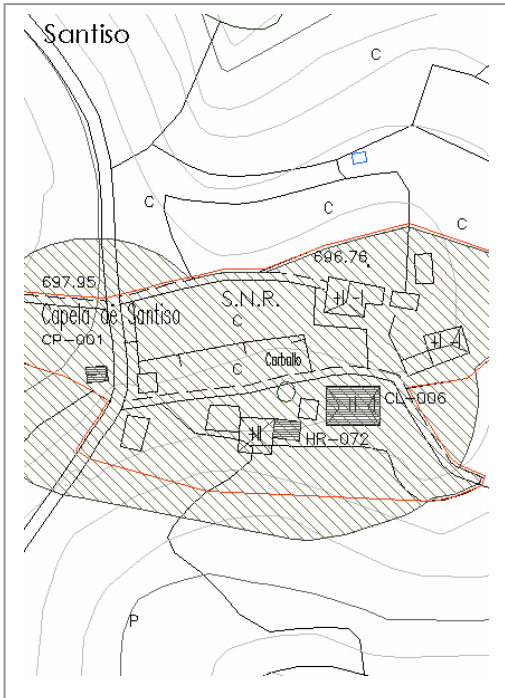 Santiso
C
C
C
C
696.76
697.95
S.N.R.
Capela de Santiso
C
CP-001
Carballo
C
CL-006
HR-072
P